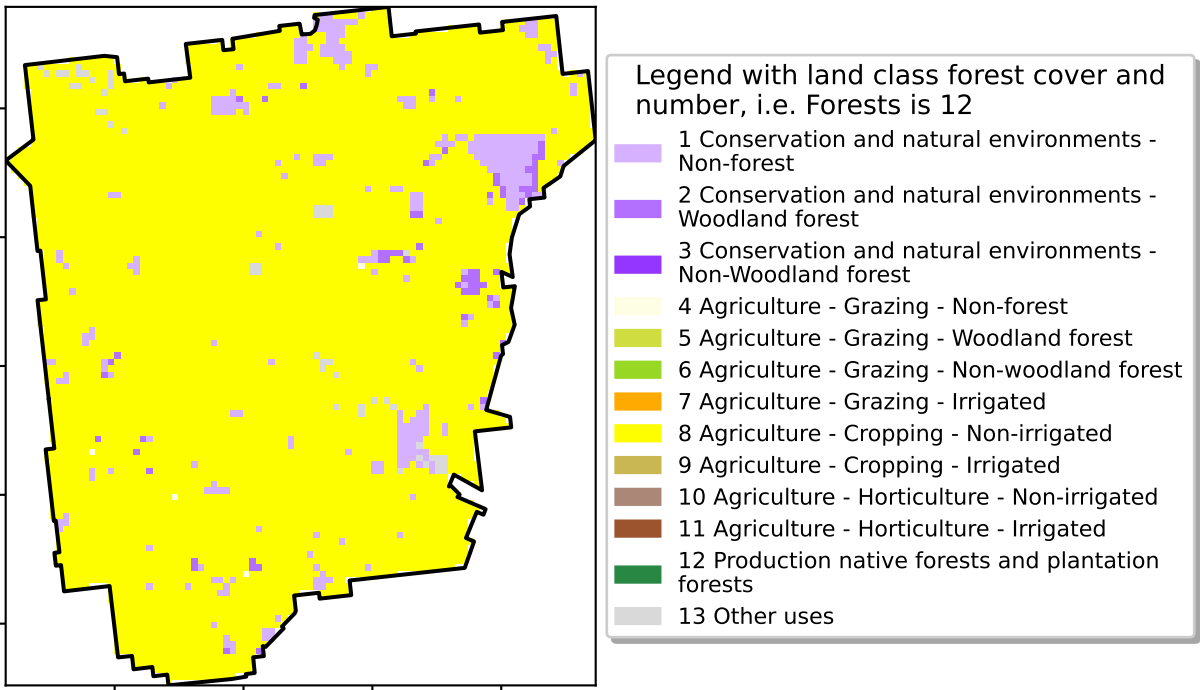 Legend with land class forest cover and
number, i.e. Forests is 12
1 Conservation and natural environments -
Non-forest
2 Conservation and natural environments -
Woodland forest
3 Conservation and natural environments -
Non-Woodland forest
4 Agriculture - Grazing - Non-forest
5 Agriculture - Grazing - Woodland forest
6 Agriculture - Grazing - Non-woodland forest
7 Agriculture - Grazing - Irrigated
8 Agriculture - Cropping - Non-irrigated
9 Agriculture - Cropping - Irrigated
10 Agriculture - Horticulture - Non-irrigated
11 Agriculture - Horticulture - Irrigated
12 Production native forests and plantation
forests
13 Other uses